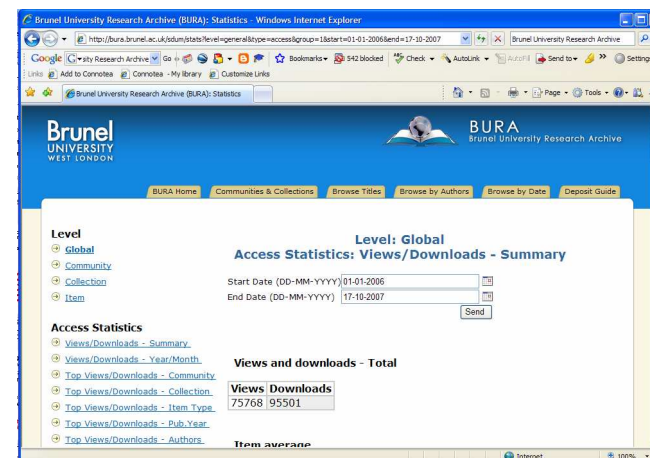 Brunel University Research Archive (BURA): Statistics - Windows Internet Explorer
http://bura.brunel.ac.uk/sdum/stats?level=general&type=access&group=1&start=01-01-2006&end=17-10-2007
Brunel University Research Archive
Google
sity Research Archive
Go
Bookmarks
542 blocked
Check
AutoLink
AutoFill
Send to
Settings
Links
Add to Connotea
Connotea - My library
Customize Links
Brunel University Research Archive (BURA): Statistics
Page
Tools
Brunel
UNIVERSITY
WEST LONDON
BURA
Brunel University Research Archive
BURA Home
Communities & Collections
Browse Titles
Browse by Authors
Browse by Date
Deposit Guide
Level
Global
Community
Collection
Item
Access Statistics
Views/Downloads - Summary
Views/Downloads - Year/Month
Top Views/Downloads - Community
Top Views/Downloads - Collection
Top Views/Downloads - Item Type
Top Views/Downloads - Pub.Year
Top Views/Downloads - Authors
Level: Global
Access Statistics: Views/Downloads - Summary
Start Date (DD-MM-YYYY) 01-01-2006
End Date (DD-MM-YYYY) 17-10-2007
Send
Views and downloads - Total
Views Downloads
75768 95501
Item average
Internet
100%